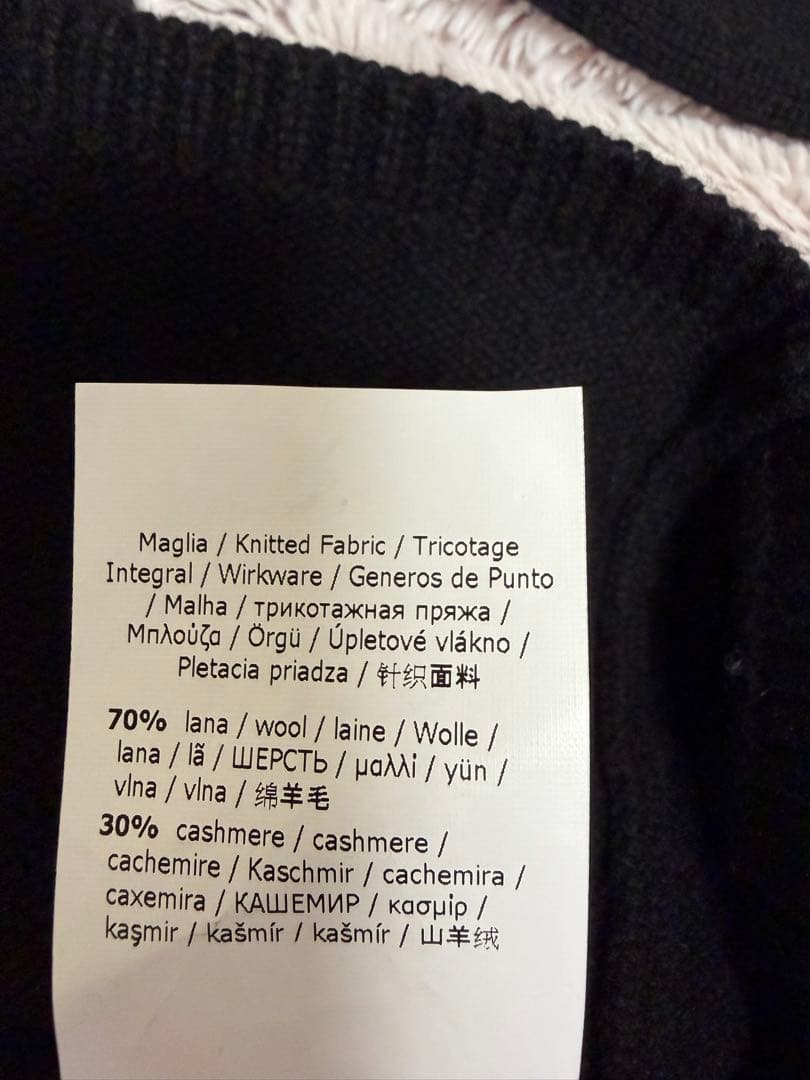 Maglia / Knitted Fabric / Tricotage
Integral / Wirkware / Generos de Punto
/ Malha / трикотажная пряжа /
Μπλούζα / Örgü / Úpletové vlákno /
Pletacia priadza / 针织面料
70% lana / wool / laine / Wolle /
lana / lã / ШЕРСТЬ / μαλλί / yün /
vlna / vlna / 绵羊毛
30% cashmere / cashmere /
cachemire / Kaschmir / cachemira /
caxemira / КАШЕМИР / κασμίρ /
kaşmir / kašmír / kašmír / 山羊绒